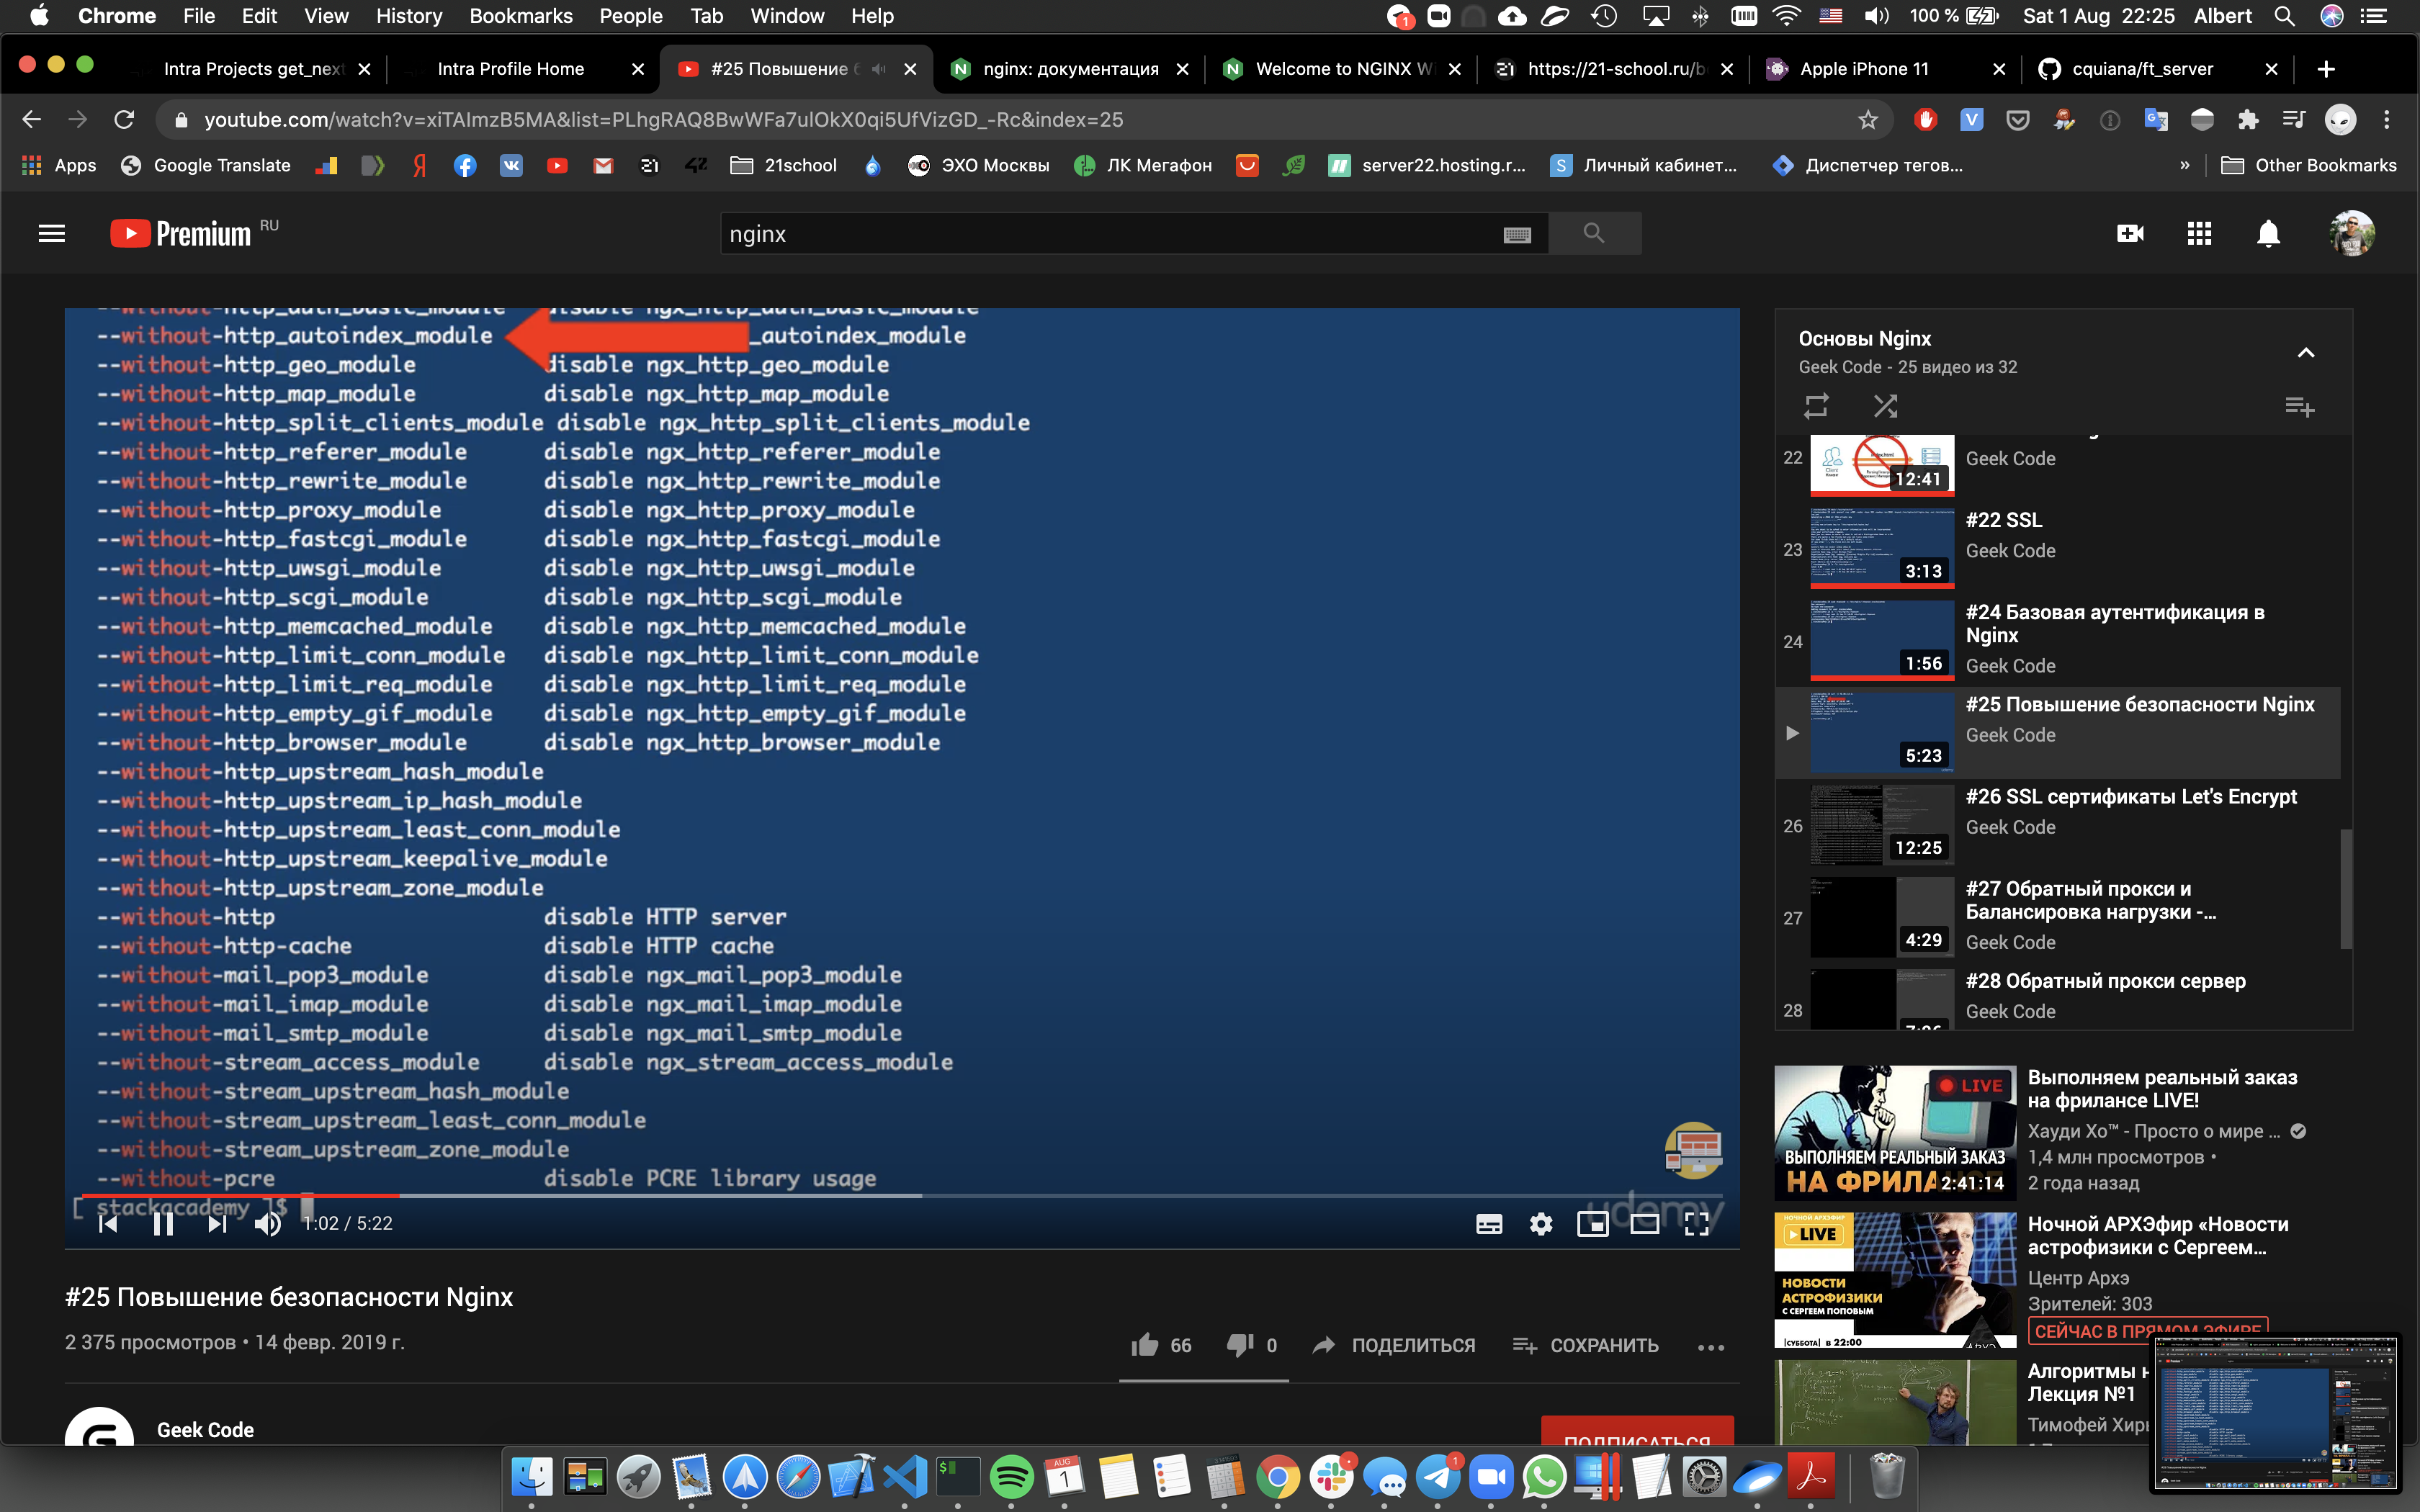 Chrome File Edit View History Bookmarks People Tab Window Help
1 100 % Sat 1 Aug 22:25 Albert
Intra Projects get_next
Intra Profile Home
#25 Повышение б
nginx: документация
Welcome to NGINX Wi
https://21-school.ru/b
Apple iPhone 11
cquiana/ft_server
youtube.com/watch?v=xiTAlmzB5MA&list=PLhgRAQ8BwWFa7ulOkX0qi5UfVizGD_-Rc&index=25
Apps Google Translate 21school ЭХО Москвы ЛК Мегафон server22.hosting.r... Личный кабинет... Диспетчер тегов... » Other Bookmarks
Premium RU
nginx
--without-http_auth_basic_module disable ngx_http_auth_basic_module
--without-http_autoindex_module _autoindex_module
--without-http_geo_module disable ngx_http_geo_module
--without-http_map_module disable ngx_http_map_module
--without-http_split_clients_module disable ngx_http_split_clients_module
--without-http_referer_module disable ngx_http_referer_module
--without-http_rewrite_module disable ngx_http_rewrite_module
--without-http_proxy_module disable ngx_http_proxy_module
--without-http_fastcgi_module disable ngx_http_fastcgi_module
--without-http_uwsgi_module disable ngx_http_uwsgi_module
--without-http_scgi_module disable ngx_http_scgi_module
--without-http_memcached_module disable ngx_http_memcached_module
--without-http_limit_conn_module disable ngx_http_limit_conn_module
--without-http_limit_req_module disable ngx_http_limit_req_module
--without-http_empty_gif_module disable ngx_http_empty_gif_module
--without-http_browser_module disable ngx_http_browser_module
--without-http_upstream_hash_module
--without-http_upstream_ip_hash_module
--without-http_upstream_least_conn_module
--without-http_upstream_keepalive_module
--without-http_upstream_zone_module
--without-http disable HTTP server
--without-http-cache disable HTTP cache
--without-mail_pop3_module disable ngx_mail_pop3_module
--without-mail_imap_module disable ngx_mail_imap_module
--without-mail_smtp_module disable ngx_mail_smtp_module
--without-stream_access_module disable ngx_stream_access_module
--without-stream_upstream_hash_module
--without-stream_upstream_least_conn_module
--without-stream_upstream_zone_module
--without-pcre disable PCRE library usage
[ stackacademy ]$
udemy
1:02 / 5:22
#25 Повышение безопасности Nginx
2 375 просмотров • 14 февр. 2019 г.
66 0 ПОДЕЛИТЬСЯ СОХРАНИТЬ
Geek Code
ПОДПИСАТЬСЯ
Основы Nginx
Geek Code - 25 видео из 32
22 12:41
Geek Code
23 3:13
#22 SSL
Geek Code
24 1:56
#24 Базовая аутентификация в
Nginx
Geek Code
5:23
#25 Повышение безопасности Nginx
Geek Code
26 12:25
#26 SSL сертификаты Let's Encrypt
Geek Code
27 4:29
#27 Обратный прокси и
Балансировка нагрузки -...
Geek Code
28
#28 Обратный прокси сервер
Geek Code
LIVE
ВЫПОЛНЯЕМ РЕАЛЬНЫЙ ЗАКАЗ
НА ФРИЛАНСЕ
2:41:14
Выполняем реальный заказ
на фрилансе LIVE!
Хауди Хо™ - Просто о мире ...
1,4 млн просмотров •
2 года назад
НОЧНОЙ АРХЭФИР
LIVE
НОВОСТИ
АСТРОФИЗИКИ
С СЕРГЕЕМ ПОПОВЫМ
|СУББОТА| в 22:00
Ночной АРХЭфир «Новости
астрофизики с Сергеем...
Центр Архэ
Зрителей: 303
СЕЙЧАС В ПРЯМОМ ЭФИРЕ
Алгоритмы н
Лекция №1
Тимофей Хирь
AUG
1
1